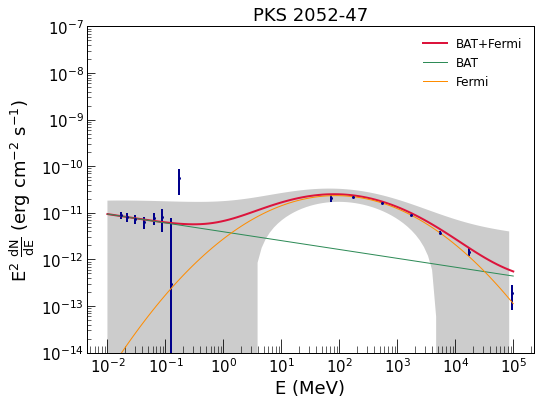 PKS 2052-47
10⁻⁷
10⁻⁸
10⁻⁹
10⁻¹⁰
10⁻¹¹
10⁻¹²
10⁻¹³
10⁻¹⁴
E² dN/dE (erg cm⁻² s⁻¹)
BAT+Fermi
BAT
Fermi
10⁻² 10⁻¹ 10⁰ 10¹ 10² 10³ 10⁴ 10⁵
E (MeV)